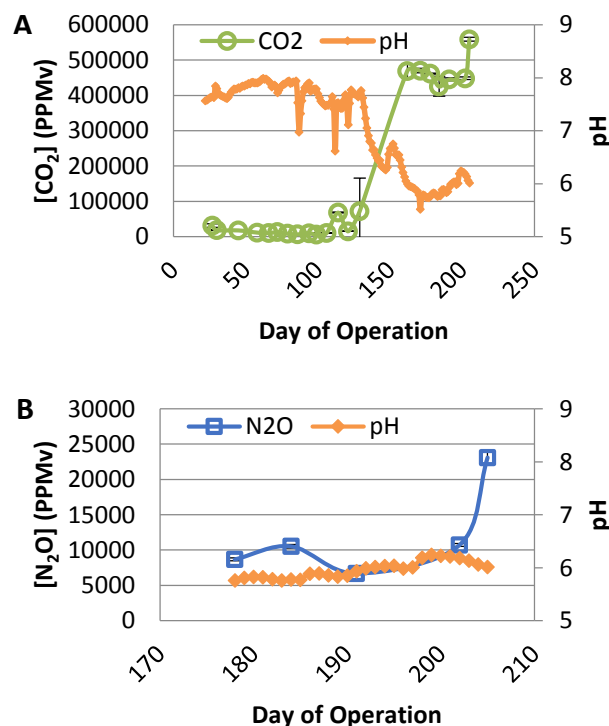 A
600000
500000
400000
300000
200000
100000
0
[CO₂] (PPMv)
CO2
pH
9
8
7
6
5
pH
0
50
100
150
200
250
Day of Operation
B
30000
25000
20000
15000
10000
5000
0
[N₂O] (PPMv)
N2O
pH
9
8
7
6
5
pH
170
180
190
200
210
Day of Operation